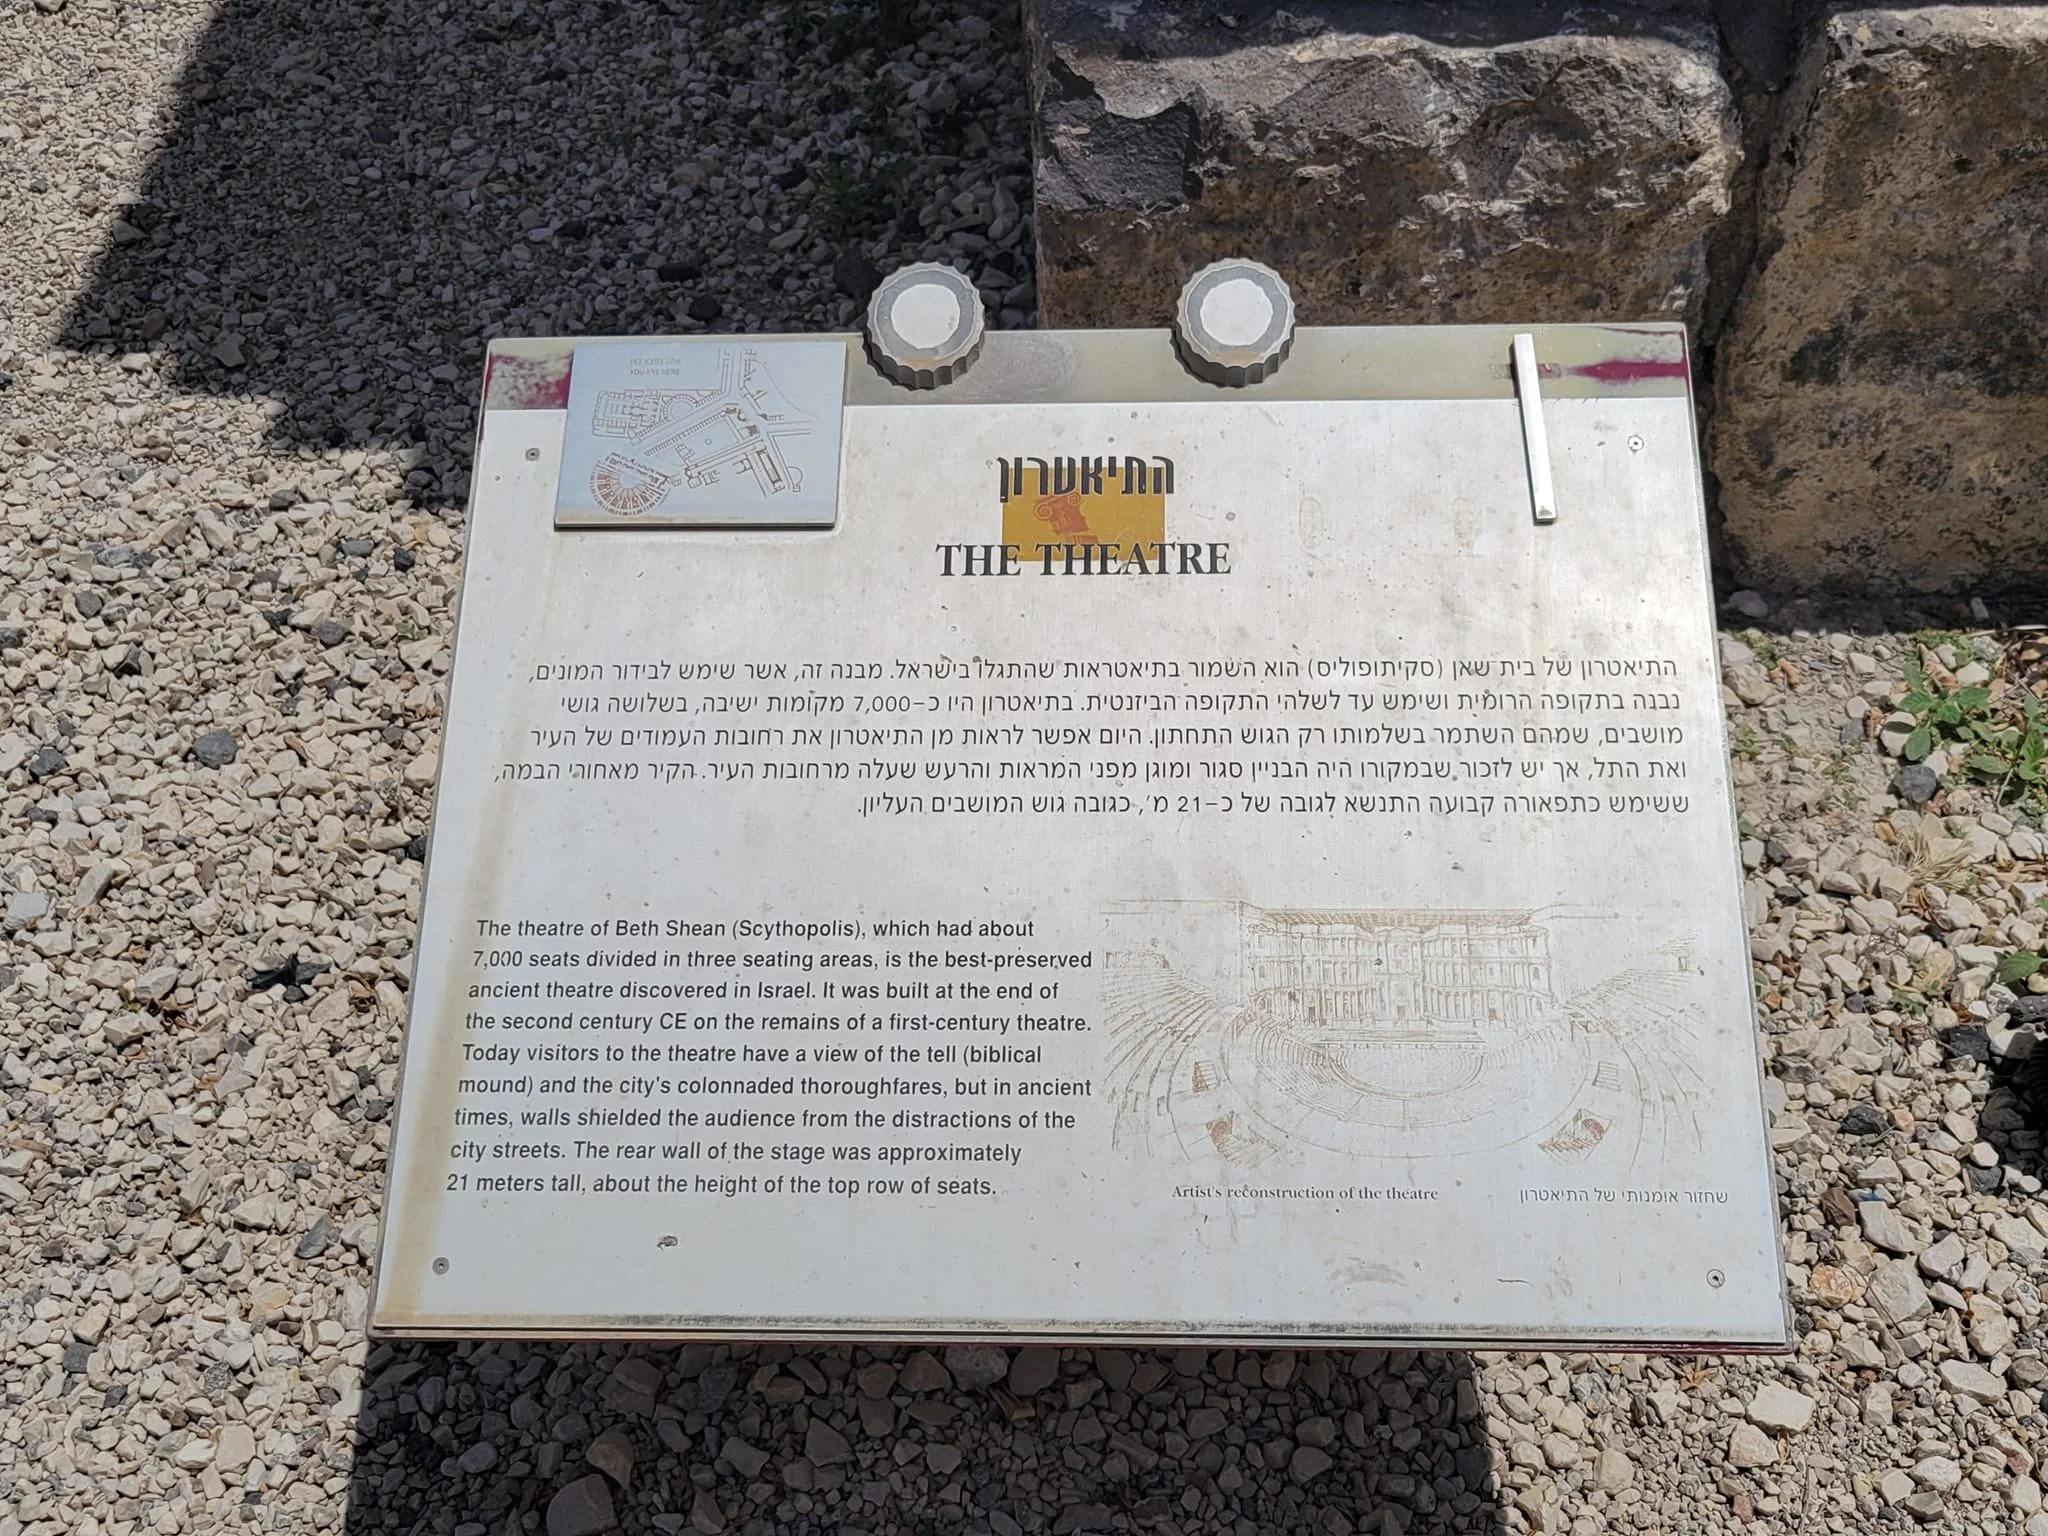 אתם נמצאים כאן
YOU ARE HERE
התיאטרון
THE THEATRE
התיאטרון של בית שאן (סקיתופוליס) הוא השמור בתיאטראות שהתגלו בישראל. מבנה זה, אשר שימש לבידור המונים,
נבנה בתקופה הרומית ושימש עד לשלהי התקופה הביזנטית. בתיאטרון היו כ-7,000 מקומות ישיבה, בשלושה גושי
מושבים, שמהם השתמר בשלמותו רק הגוש התחתון. היום אפשר לראות מן התיאטרון את רחובות העמודים של העיר
ואת התל, אך יש לזכור שבמקורו היה הבניין סגור ומוגן מפני המראות והרעש שעלה מרחובות העיר. הקיר מאחורי הבמה,
ששימש כתפאורה קבועה התנשא לגובה של כ-21 מ', כגובה גוש המושבים העליון.
The theatre of Beth Shean (Scythopolis), which had about
7,000 seats divided in three seating areas, is the best-preserved
ancient theatre discovered in Israel. It was built at the end of
the second century CE on the remains of a first-century theatre.
Today visitors to the theatre have a view of the tell (biblical
mound) and the city's colonnaded thoroughfares, but in ancient
times, walls shielded the audience from the distractions of the
city streets. The rear wall of the stage was approximately
21 meters tall, about the height of the top row of seats.
Artist's reconstruction of the theatre
שחזור אומנותי של התיאטרון